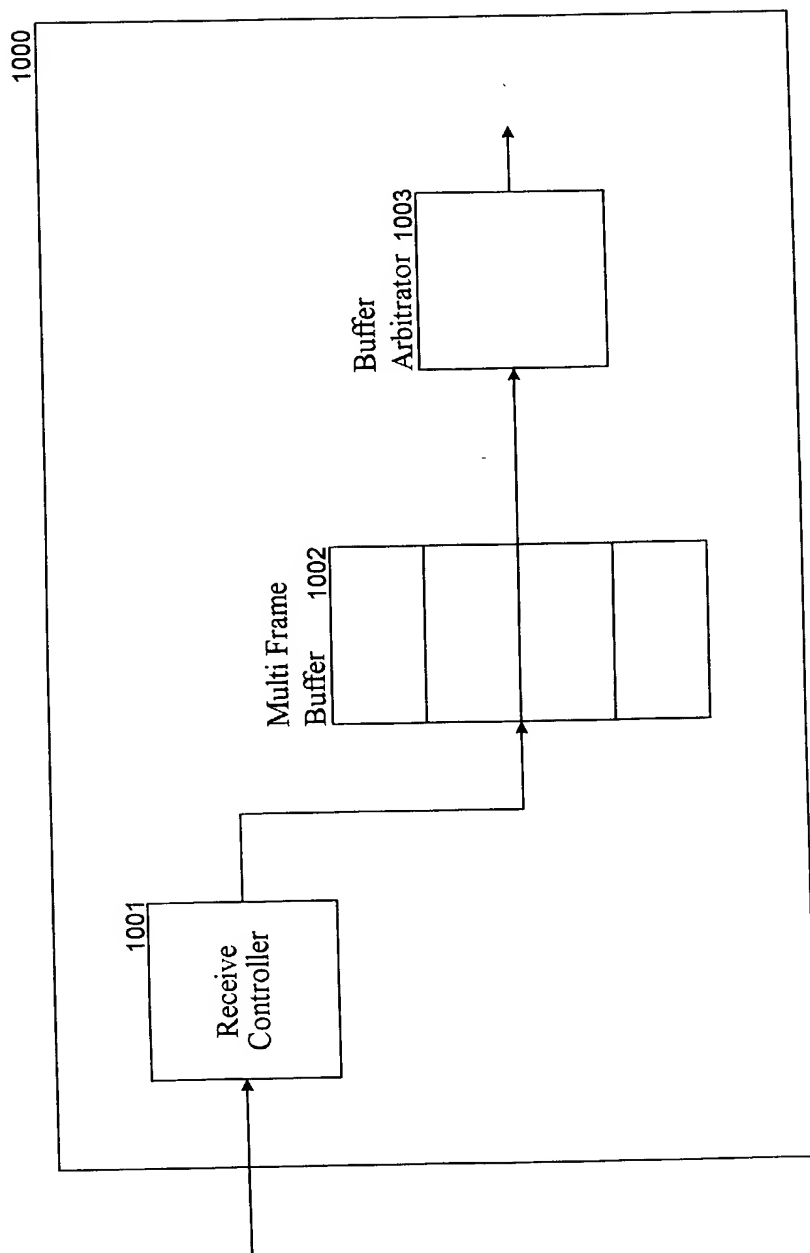 1000
1001
Receive
Controller
Multi Frame
Buffer 1002
Buffer
Arbitrator 1003